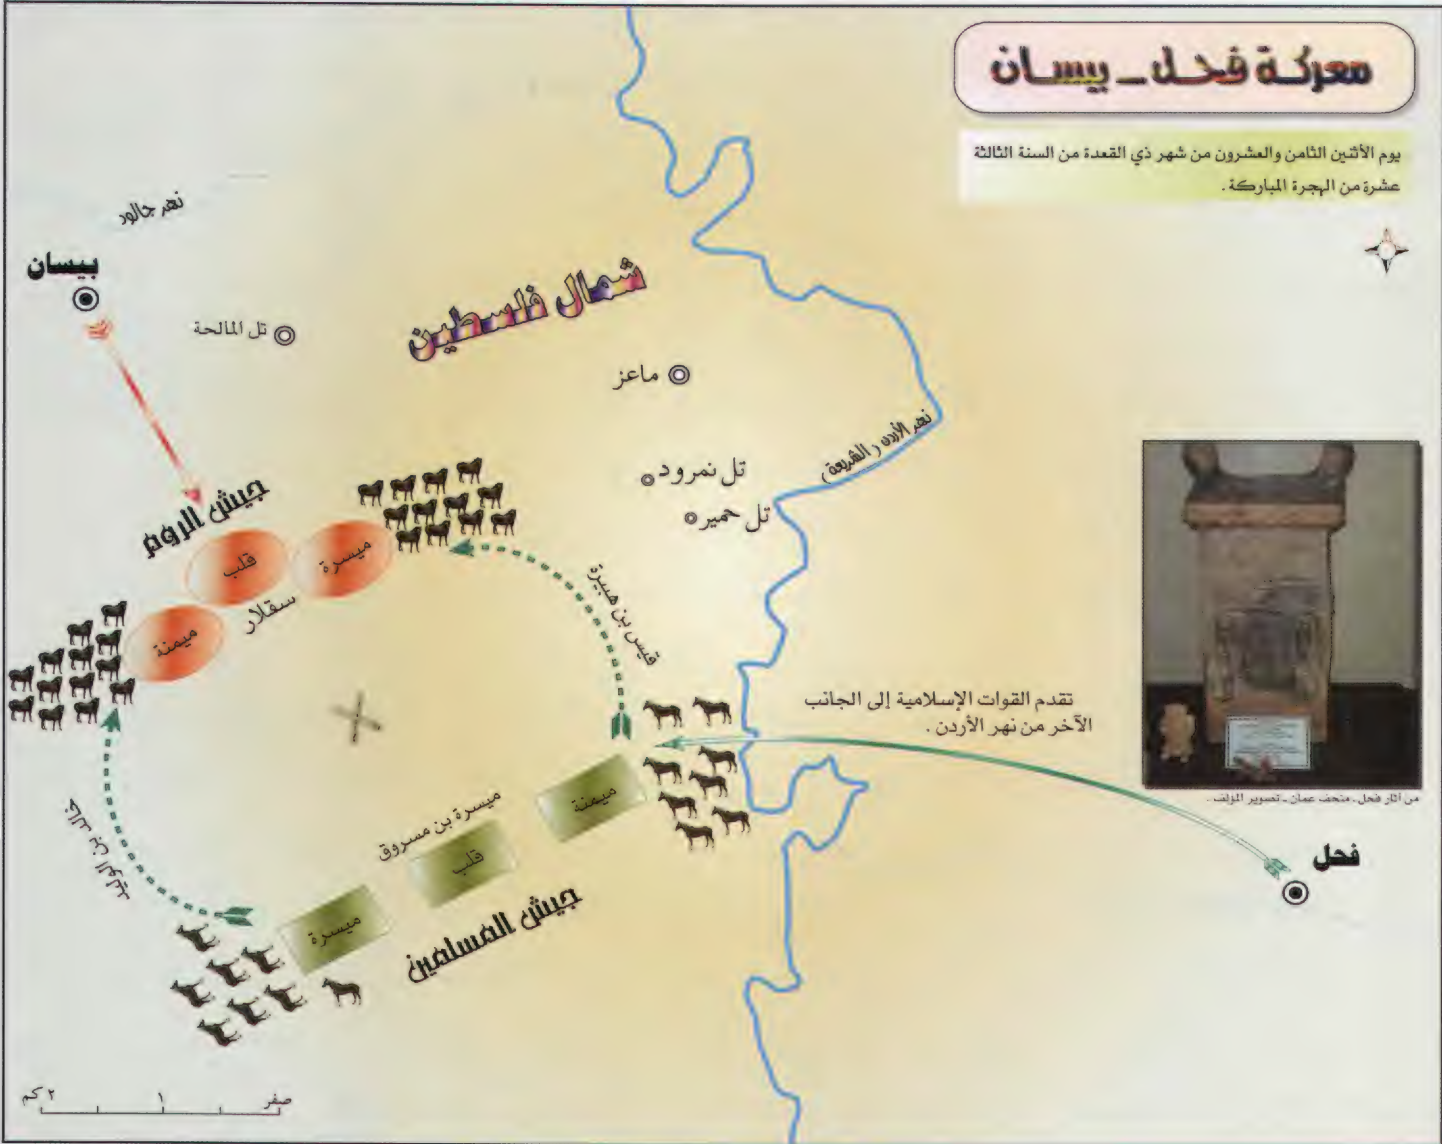 معركة فحل ـ بيسان
يوم الأثنين الثامن والعشرون من شهر ذي القعدة من السنة الثالثة
عشرة من الهجرة المباركة .
نهر جالود
بيسان
تل المالحة
شمال فلسطين
ماعز
نهر الأردن ( الشريعة )
تل نمرود
تل حمير
جيش الروم
قلب
ميسرة
ميمنة
سقلار
قيس بن هبيرة
تقدم القوات الإسلامية إلى الجانب
الآخر من نهر الأردن .
من آثار فحل ـ متحف عمان ـ تصوير المؤلف .
فحل
خالد بن الوليد
ميمنة
ميسرة بن مسروق
قلب
ميسرة
جيش المسلمين
صفر
١
٢ كم